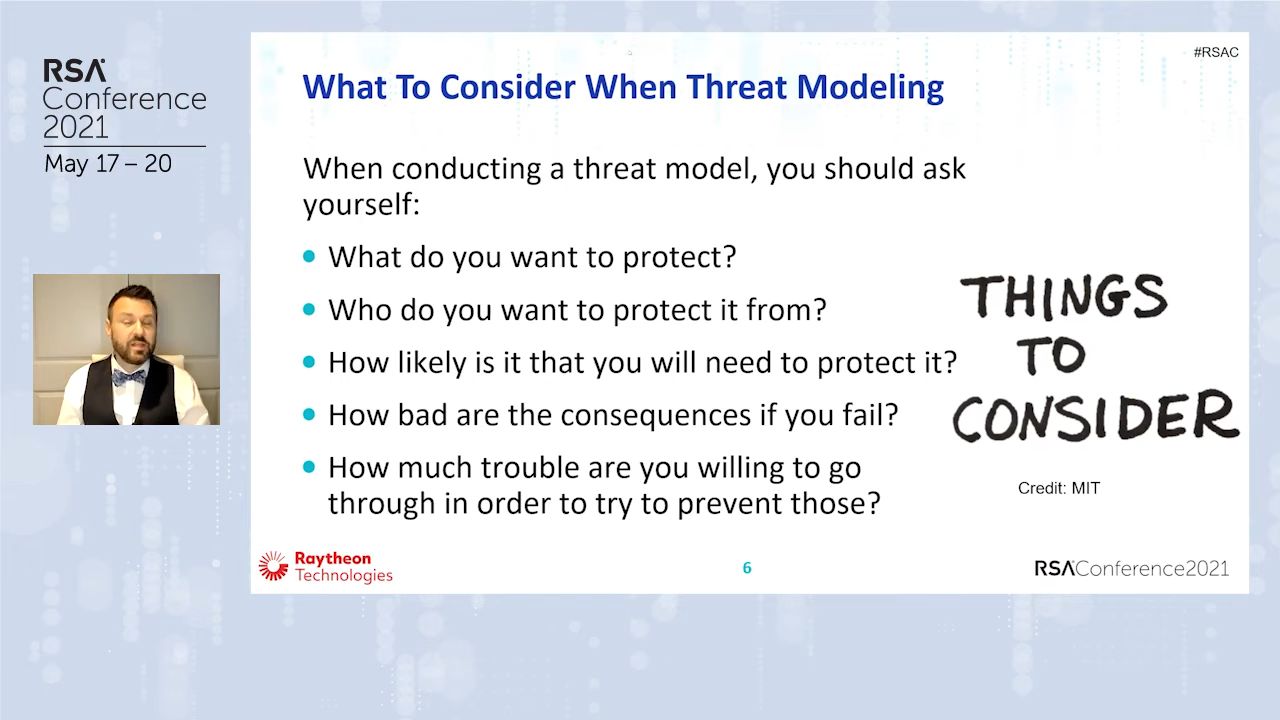 RSA
Conference
2021
May 17 – 20
#RSAC
What To Consider When Threat Modeling
When conducting a threat model, you should ask
yourself:
• What do you want to protect?
• Who do you want to protect it from?
• How likely is it that you will need to protect it?
• How bad are the consequences if you fail?
• How much trouble are you willing to go
through in order to try to prevent those?
THINGS
TO
CONSIDER
Credit: MIT
Raytheon
Technologies
6
RSAConference2021